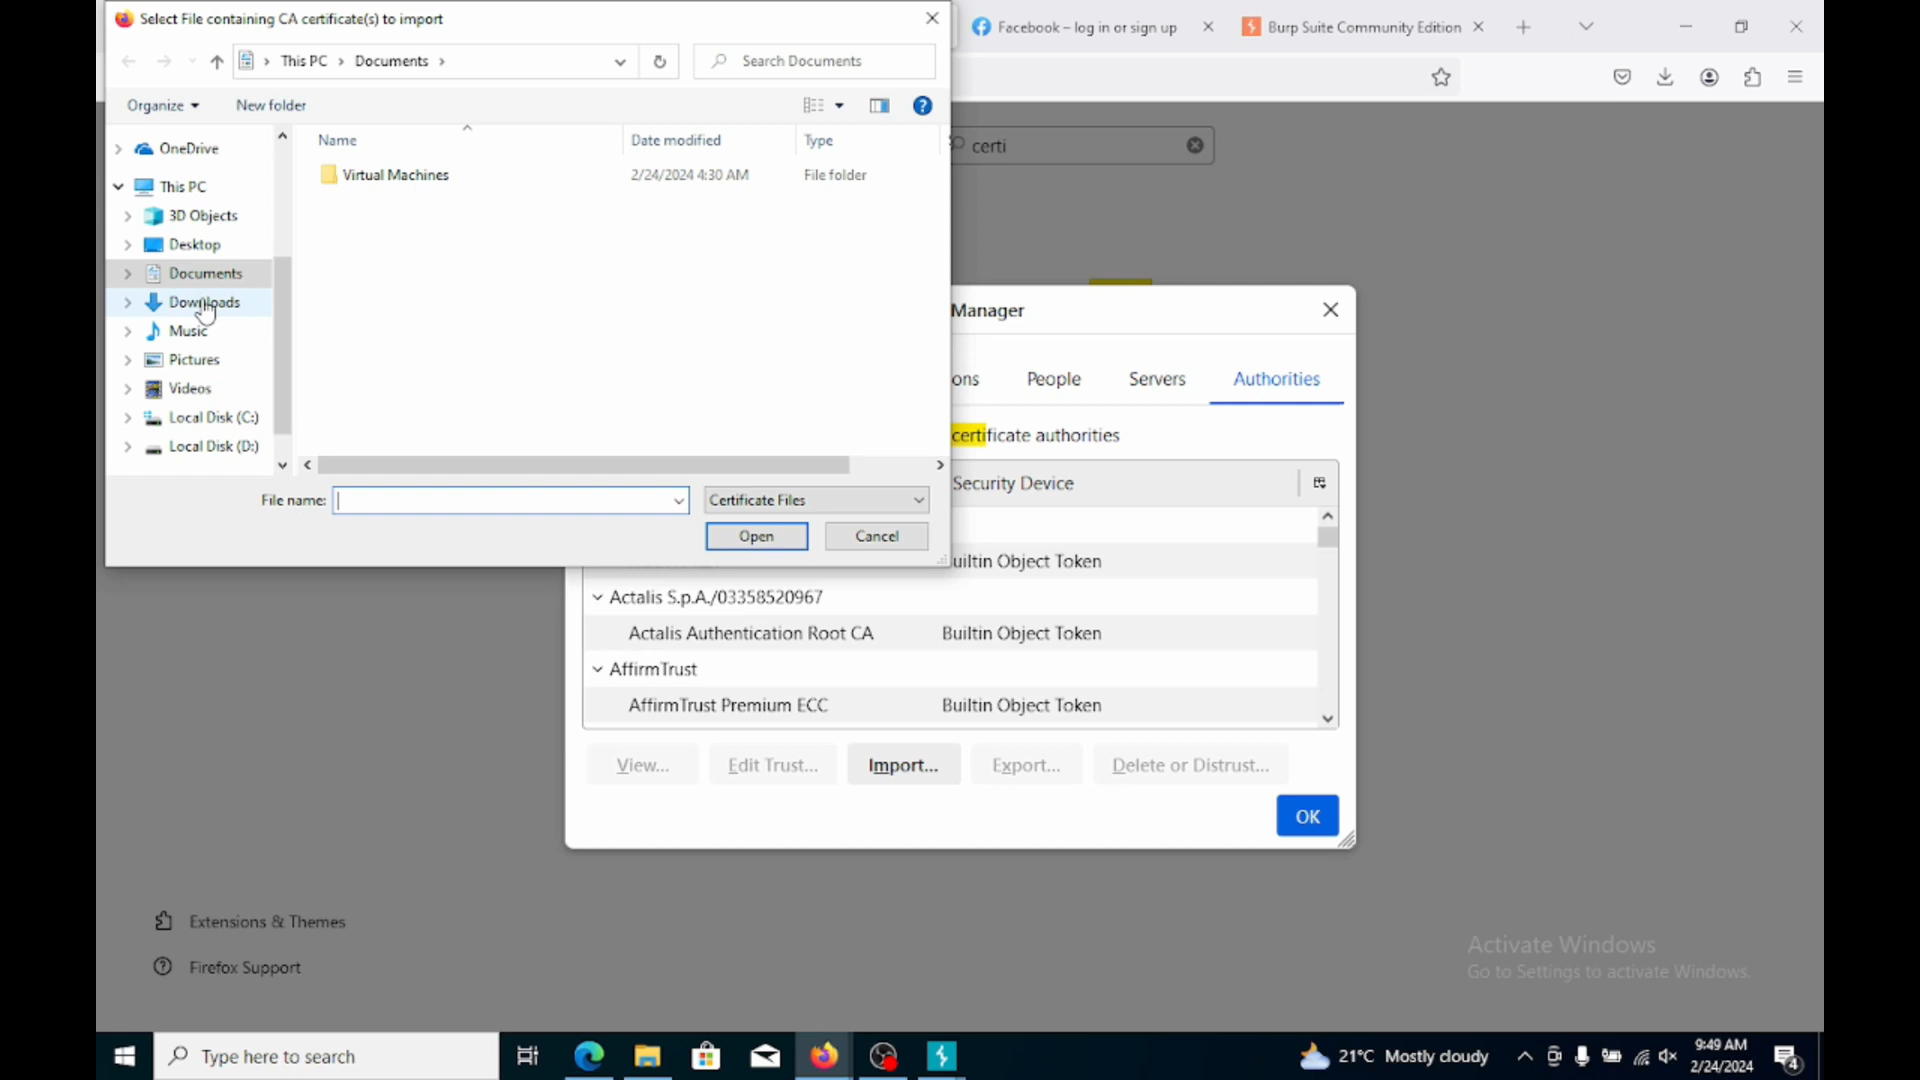 Select File containing CA certificate(s) to import
Facebook – log in or sign up
Burp Suite Community Edition
This PC
Documents
Search Documents
Organize
New folder
certi
OneDrive
This PC
3D Objects
Desktop
Documents
Downloads
Music
Pictures
Videos
Local Disk (C:)
Local Disk (D:)
Name
Date modified
Type
Virtual Machines
2/24/2024 4:30 AM
File folder
File name:
Certificate Files
Open
Cancel
Manager
ons
People
Servers
Authorities
certificate authorities
Security Device
uiltin Object Token
Actalis S.p.A./03358520967
Actalis Authentication Root CA
Builtin Object Token
AffirmTrust
AffirmTrust Premium ECC
Builtin Object Token
View...
Edit Trust...
Import...
Export...
Delete or Distrust...
OK
Extensions & Themes
Firefox Support
Activate Windows
Go to Settings to activate Windows.
Type here to search
21°C Mostly cloudy
9:49 AM
2/24/2024
4